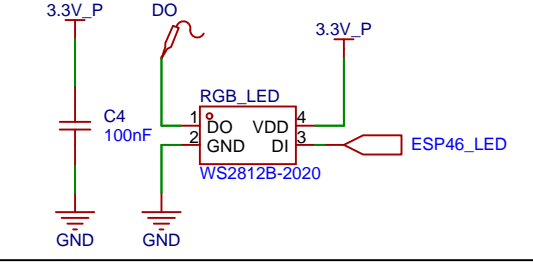 3.3V_P
DO
3.3V_P
RGB_LED
C4
100nF
1
DO
VDD
4
2
GND
DI
3
ESP46_LED
WS2812B-2020
GND
GND